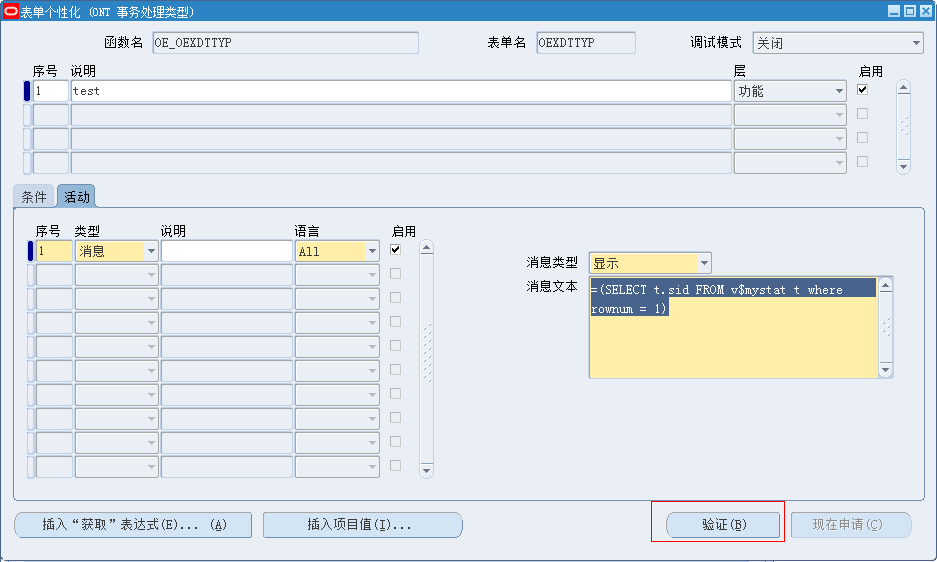 表单个性化 (ONT 事务处理类型)
函数名 OE_OEXDTTYP 表单名 OEXDTTYP 调试模式 关闭
序号 说明 层 启用
1 test 功能
条件 活动
序号 类型 说明 语言 启用
1 消息 All
消息类型 显示
消息文本 =(SELECT t.sid FROM v$mystat t where
rownum = 1)
插入“获取”表达式(E)... (A) 插入项目值(I)... 验证(B) 现在申请(C)